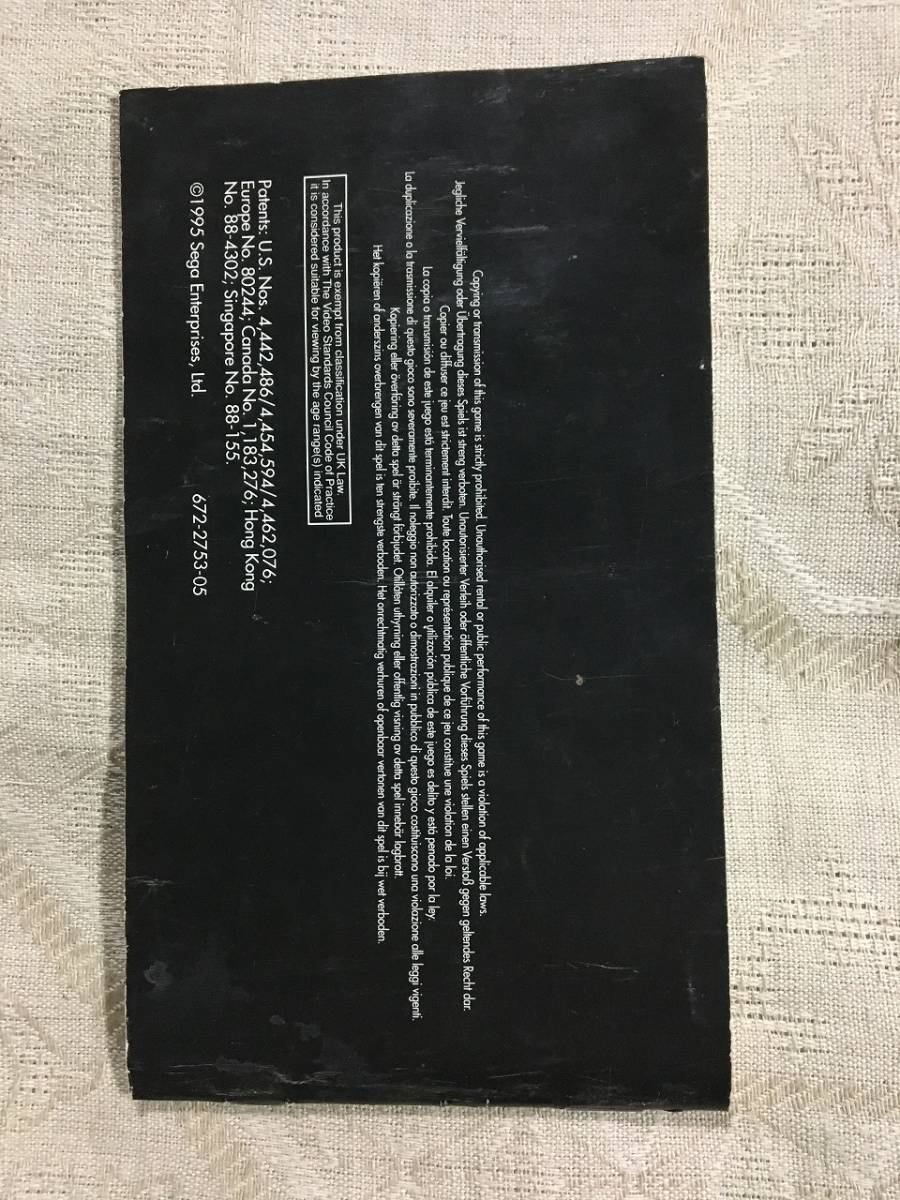 Copying or transmission of this game is strictly prohibited. Unauthorised rental or public performance of this game is a violation of applicable laws.
Jegliche Vervielfältigung oder Übertragung dieses Spiels ist streng verboten. Unautorisierter Verleih oder öffentliche Vorführung dieses Spiels stellen einen Verstoß gegen geltendes Recht dar.
Copier ou diffuser ce jeu est strictement interdit. Toute location ou représentation publique de ce jeu constitue une violation de la loi.
La copia o transmisión de este juego está terminantemente prohibida. El alquiler o utilización pública de este juego es delito y está penado por la ley.
La duplicazione o la trasmissione di questo gioco sono severamente proibite. Il noleggio non autorizzato o dimostrazioni in pubblico di questo gioco costituiscono una violazione alle leggi vigenti.
Kopiering eller överföring av detta spel är strängt förbjudet. Otillåten uthyrning eller offentlig visning av detta spel innebär lagbrott.
Het kopiëren of anderszins overbrengen van dit spel is ten strengste verboden. Het onrechtmatig verhuren of openbaar vertonen van dit spel is bij wet verboden.
This product is exempt from classification under UK Law.
In accordance with The Video Standards Council Code of Practice
it is considered suitable for viewing by the age range(s) indicated
Patents: U.S. Nos. 4,442,486/4,454,594/4,462,076;
Europe No. 80244; Canada No. 1,183,276; Hong Kong
No. 88-4302; Singapore No. 88-155.
©1995 Sega Enterprises, Ltd. 672-2753-05